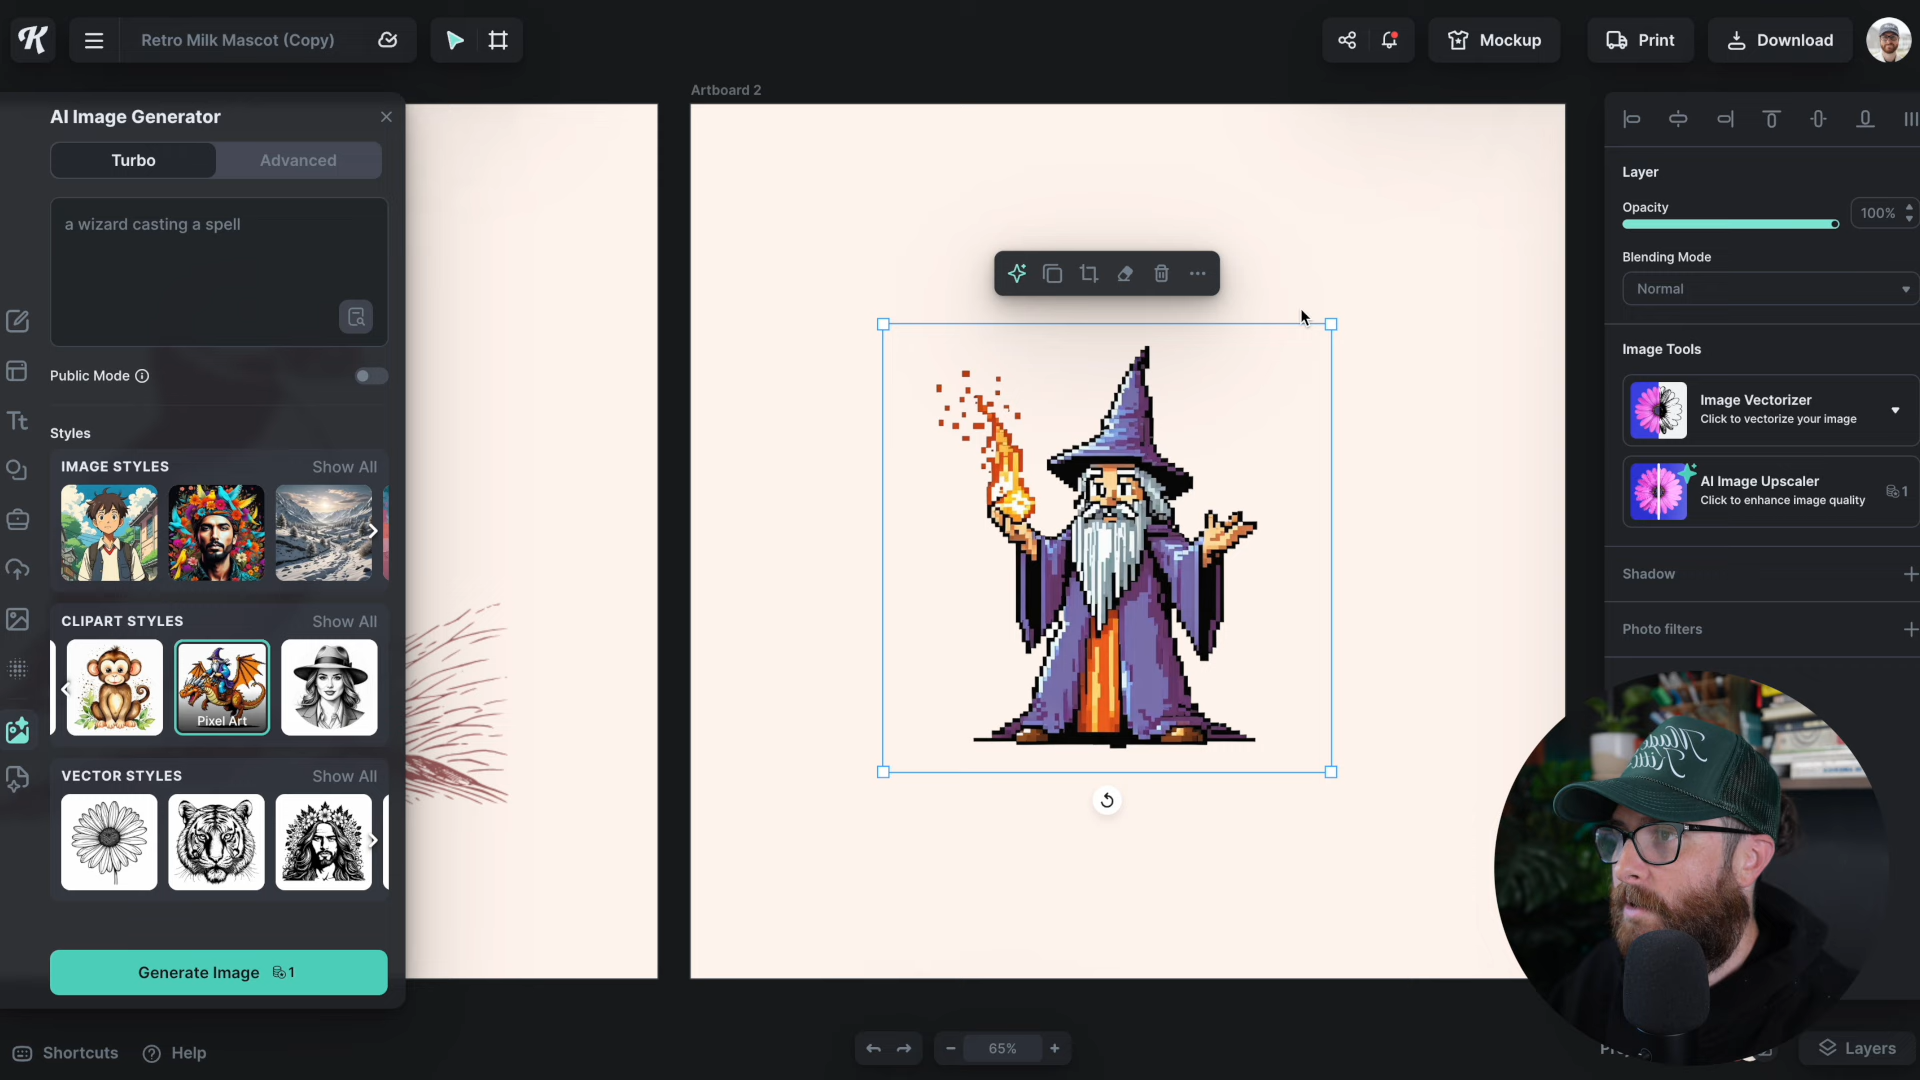 K
Retro Milk Mascot (Copy)
Mockup
Print
Download
Artboard 2
AI Image Generator
Turbo
Advanced
a wizard casting a spell
Public Mode
Styles
IMAGE STYLES
Show All
CLIPART STYLES
Show All
Pixel Art
VECTOR STYLES
Show All
Generate Image 1
Tt
Layer
Opacity
100%
Blending Mode
Normal
Image Tools
Image Vectorizer
Click to vectorize your image
AI Image Upscaler
Click to enhance image quality
1
Shadow
Photo filters
Shortcuts
Help
65%
Layers